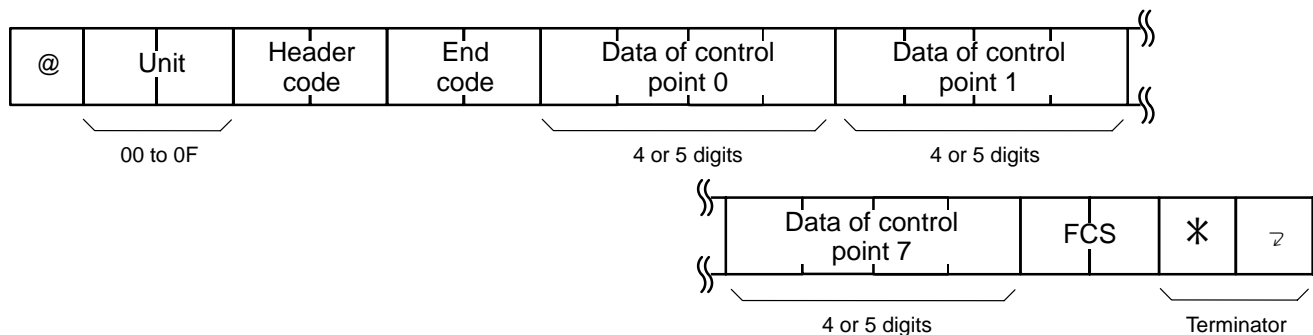 @ Unit Header code End code Data of control point 0 Data of control point 1
00 to 0F 4 or 5 digits 4 or 5 digits
Data of control point 7 FCS *
4 or 5 digits Terminator